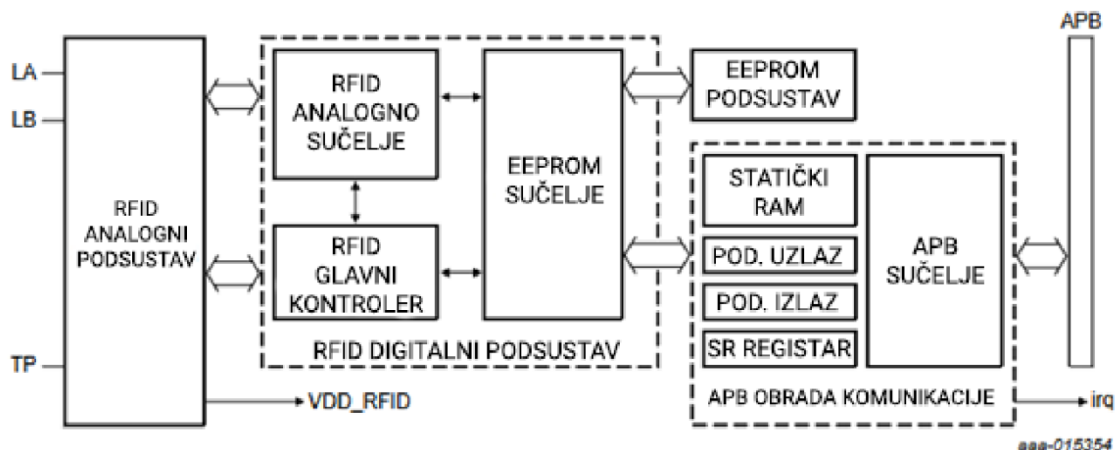 APB
LA
LB
TP
RFID
ANALOGNI
PODSUSTAV
RFID
ANALOGNO
SUČELJE
RFID
GLAVNI
KONTROLER
EEPROM
SUČELJE
RFID DIGITALNI PODSUSTAV
VDD_RFID
EEPROM
PODSUSTAV
STATIČKI
RAM
POD. UZLAZ
POD. IZLAZ
SR REGISTAR
APB
SUČELJE
APB OBRADA KOMUNIKACIJE
irq
aaa-015354